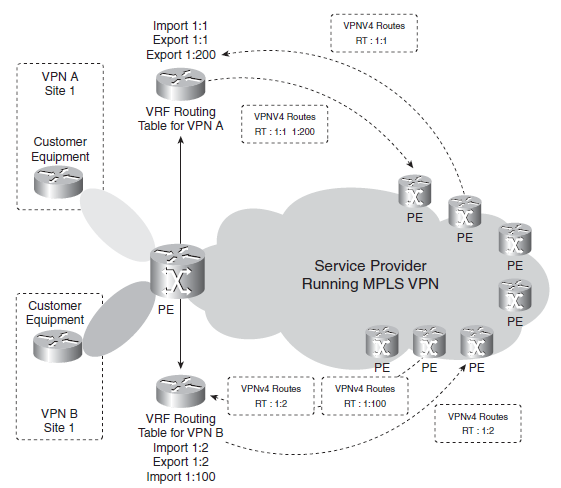 Import 1:1
Export 1:1
Export 1:200
VPNV4 Routes
RT : 1:1
VPN A
Site 1
VRF Routing
Table for VPN A
VPNV4 Routes
RT : 1:1 1:200
Customer
Equipment
PE
PE
PE
Service Provider
Running MPLS VPN
PE
Customer
Equipment
PE
PE
PE
PE
VPNv4 Routes
RT : 1:2
VPNv4 Routes
RT : 1:100
VPNv4 Routes
RT : 1:2
VPN B
Site 1
VRF Routing
Table for VPN B
Import 1:2
Export 1:2
Import 1:100